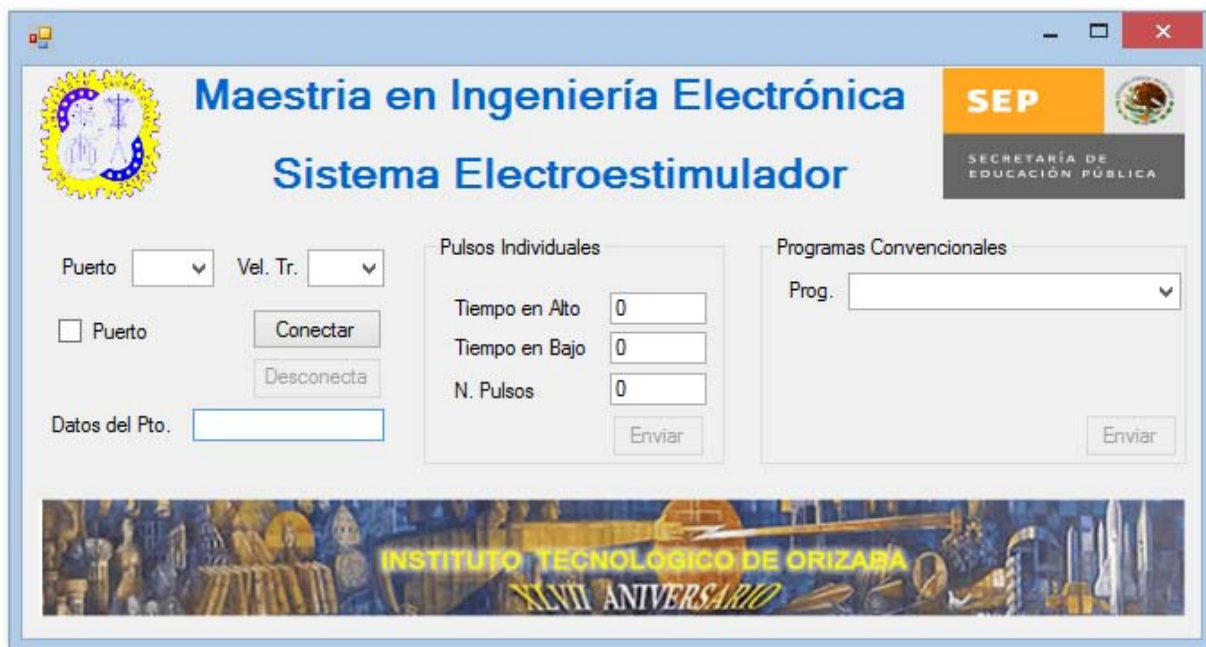 Maestria en Ingeniería Electrónica
Sistema Electroestimulador
SEP
SECRETARÍA DE
EDUCACIÓN PÚBLICA
Puerto
Vel. Tr.
Puerto
Conectar
Desconecta
Datos del Pto.
Pulsos Individuales
Tiempo en Alto 0
Tiempo en Bajo 0
N. Pulsos 0
Enviar
Programas Convencionales
Prog.
Enviar
INSTITUTO TECNOLÓGICO DE ORIZABA
XLVII ANIVERSARIO